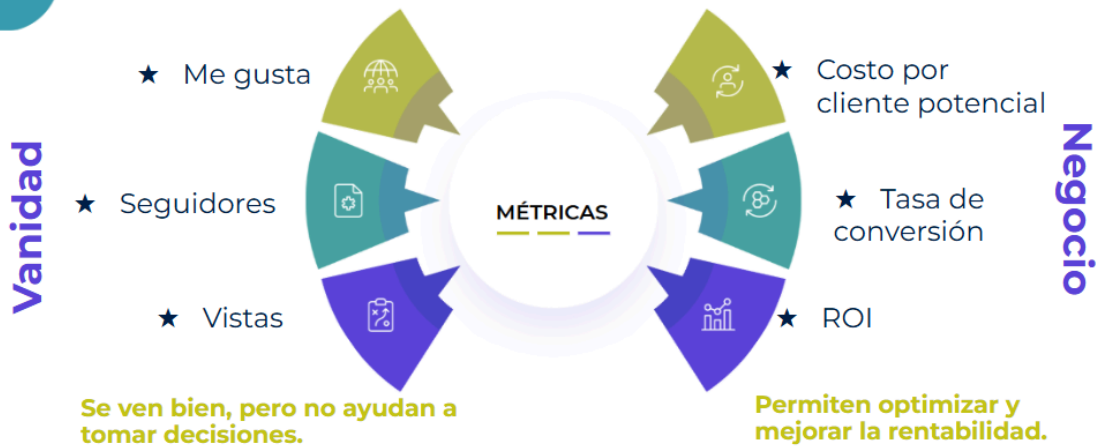 Vanidad
★ Me gusta
★ Seguidores
★ Vistas
Se ven bien, pero no ayudan a
tomar decisiones.
MÉTRICAS
★ Costo por
cliente potencial
★ Tasa de
conversión
★ ROI
Negocio
Permiten optimizar y
mejorar la rentabilidad.